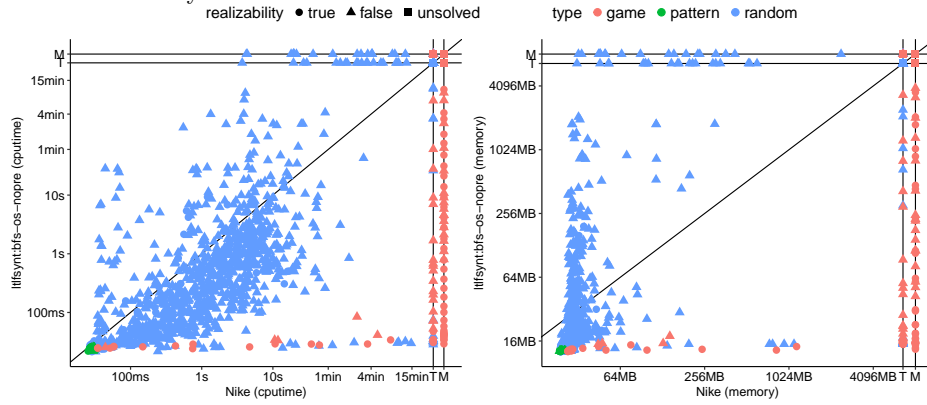 realizability true false unsolved type game pattern random
M
T
15min
4min
1min
10s
1s
100ms
ltlfsynt:bfs-os-nopre (cputime)
100ms 1s 10s 1min 4min 15min T M
Nike (cputime)
M
T
4096MB
1024MB
256MB
64MB
16MB
ltlfsynt:bfs-os-nopre (memory)
64MB 256MB 1024MB 4096MB T M
Nike (memory)